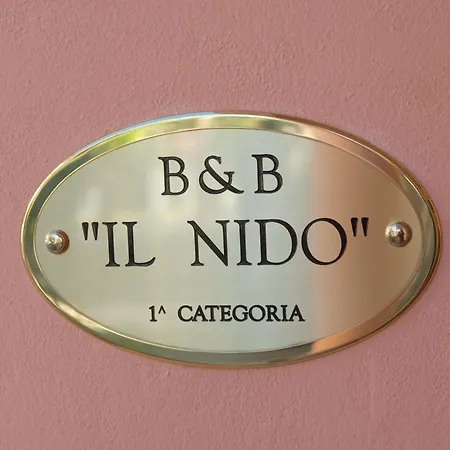 B & B
"IL NIDO"
1^ CATEGORIA